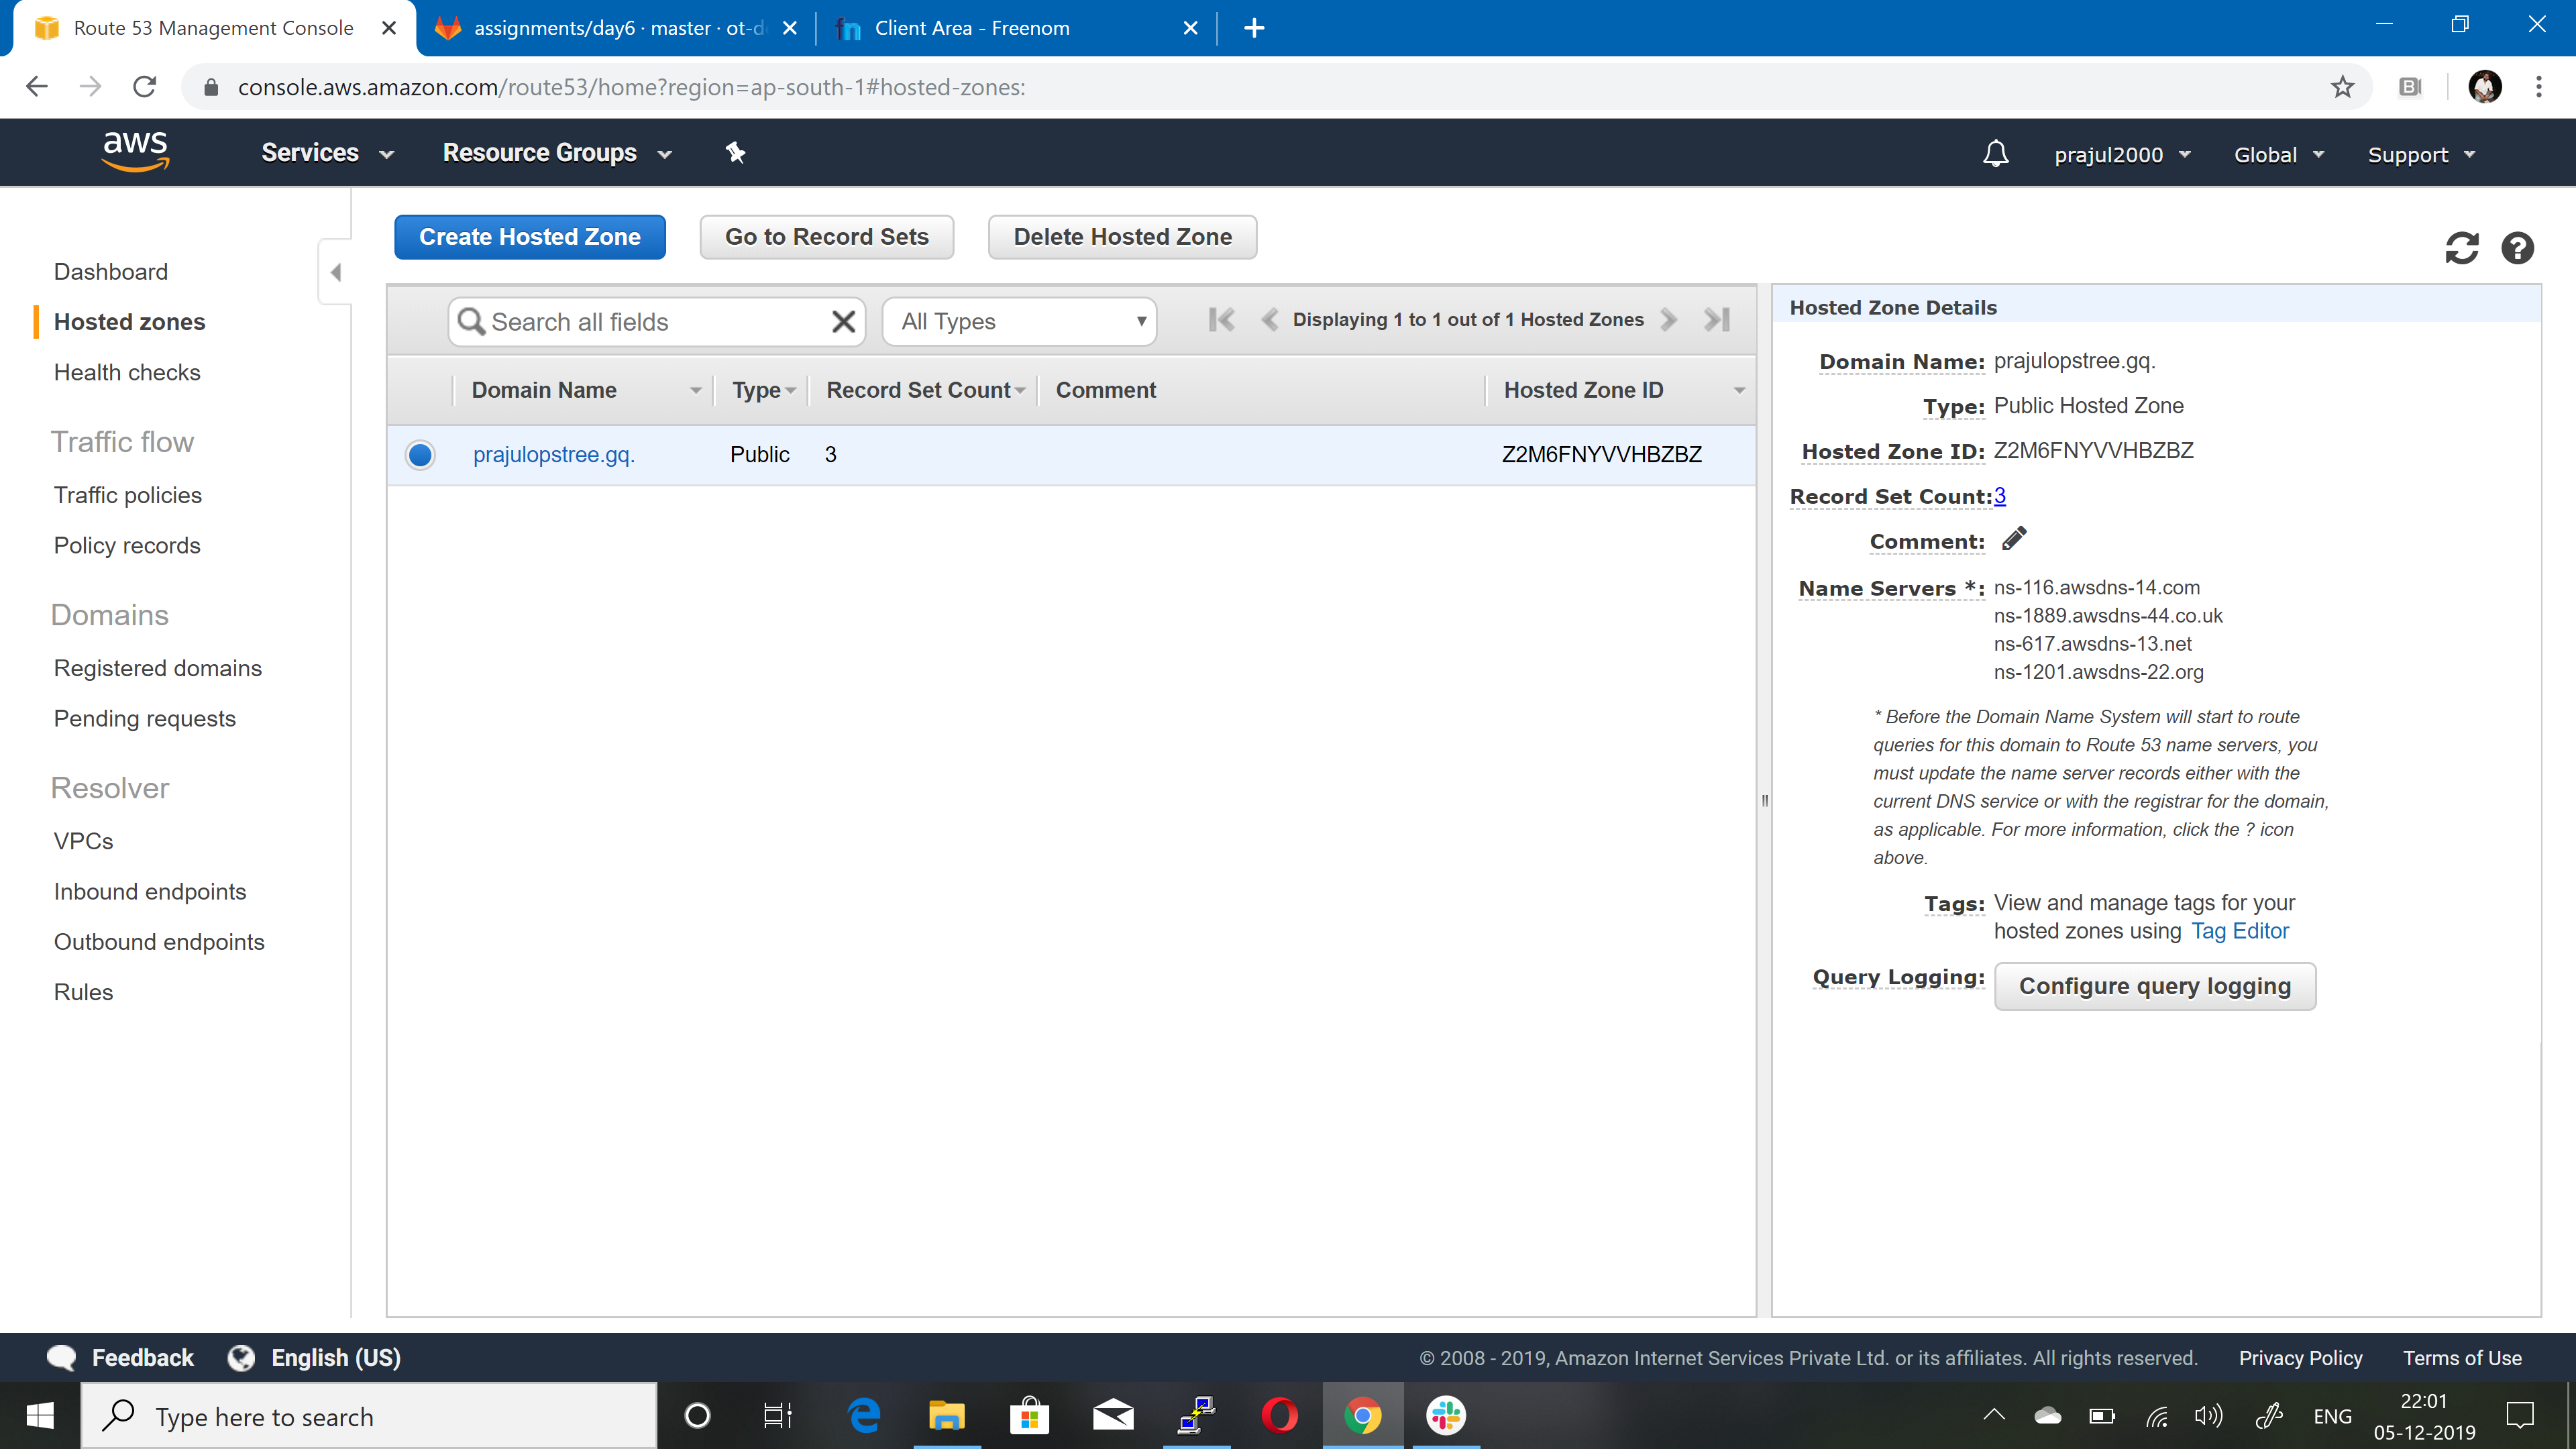 Route 53 Management Console
assignments/day6 · master · ot-d
Client Area - Freenom
console.aws.amazon.com/route53/home?region=ap-south-1#hosted-zones:
aws
Services
Resource Groups
prajul2000
Global
Support
Dashboard
Hosted zones
Health checks
Traffic flow
Traffic policies
Policy records
Domains
Registered domains
Pending requests
Resolver
VPCs
Inbound endpoints
Outbound endpoints
Rules
Create Hosted Zone
Go to Record Sets
Delete Hosted Zone
Search all fields
All Types
Displaying 1 to 1 out of 1 Hosted Zones
Domain Name
Type
Record Set Count
Comment
Hosted Zone ID
prajulopstree.gq.
Public
3
Z2M6FNYVVHBZBZ
Hosted Zone Details
Domain Name: prajulopstree.gq.
Type: Public Hosted Zone
Hosted Zone ID: Z2M6FNYVVHBZBZ
Record Set Count: 3
Comment:
Name Servers *: ns-116.awsdns-14.com
ns-1889.awsdns-44.co.uk
ns-617.awsdns-13.net
ns-1201.awsdns-22.org
* Before the Domain Name System will start to route
queries for this domain to Route 53 name servers, you
must update the name server records either with the
current DNS service or with the registrar for the domain,
as applicable. For more information, click the ? icon
above.
Tags: View and manage tags for your
hosted zones using Tag Editor
Query Logging: Configure query logging
Feedback
English (US)
© 2008 - 2019, Amazon Internet Services Private Ltd. or its affiliates. All rights reserved.
Privacy Policy
Terms of Use
Type here to search
ENG
22:01
05-12-2019